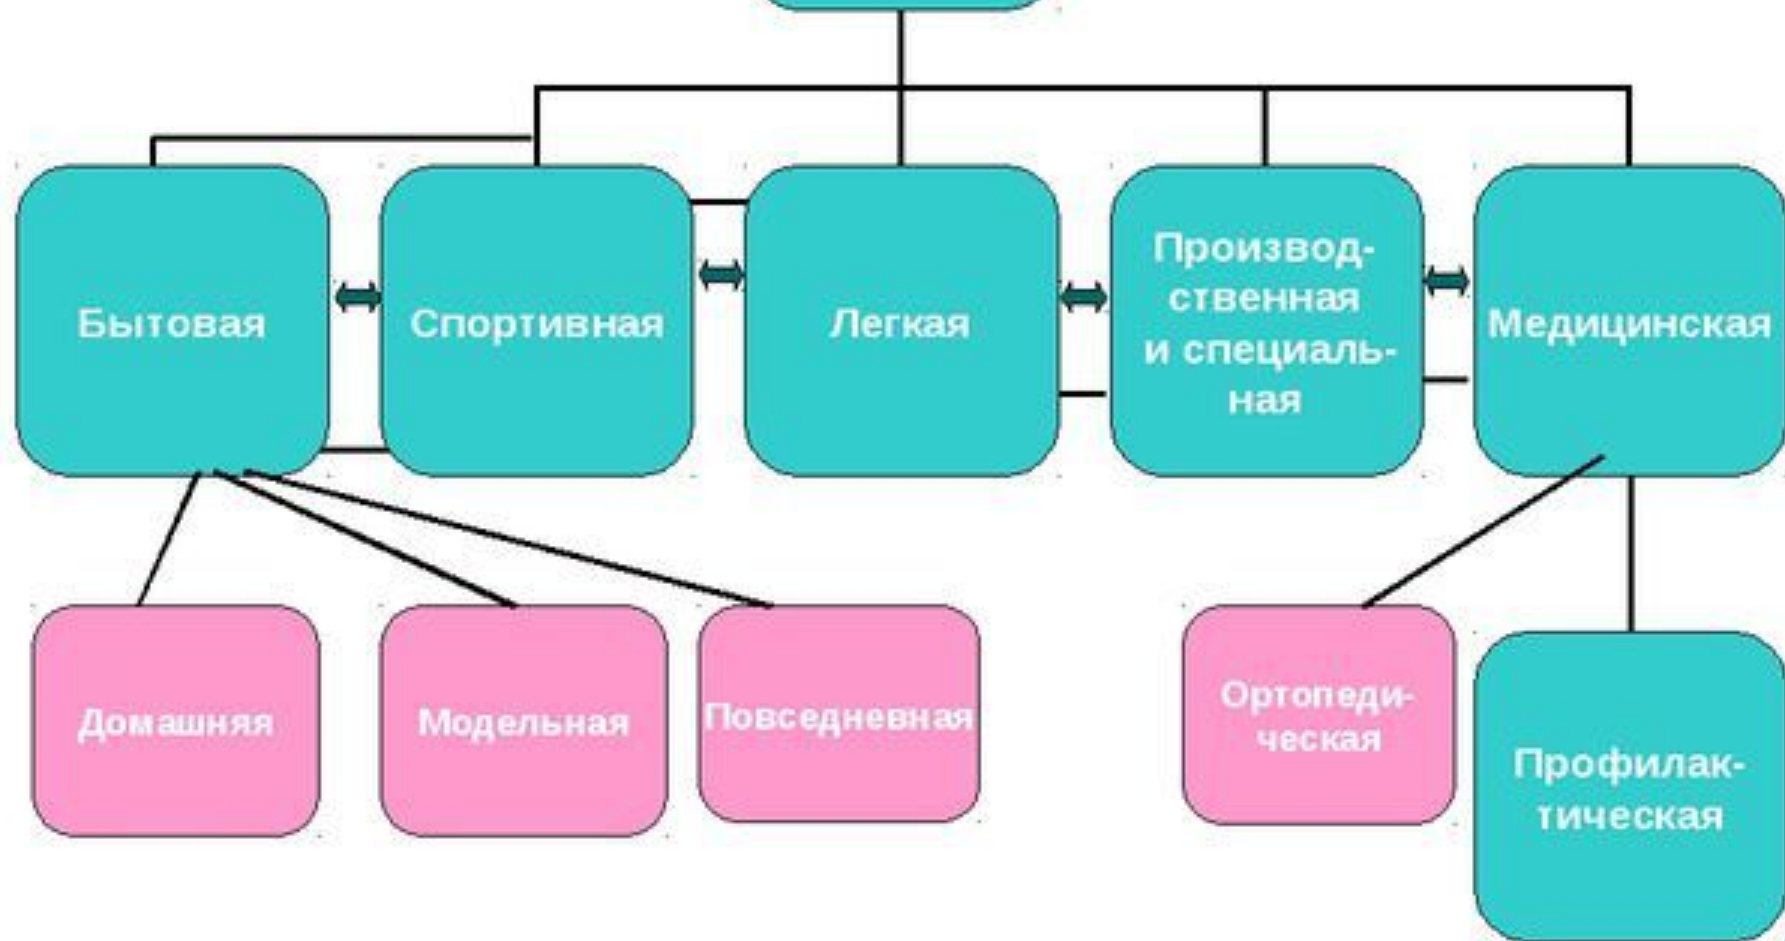 Бытовая
Спортивная
Легкая
Производ-
ственная
и специаль-
ная
Медицинская
Домашняя
Модельная
Повседневная
Ортопеди-
ческая
Профилак-
тическая